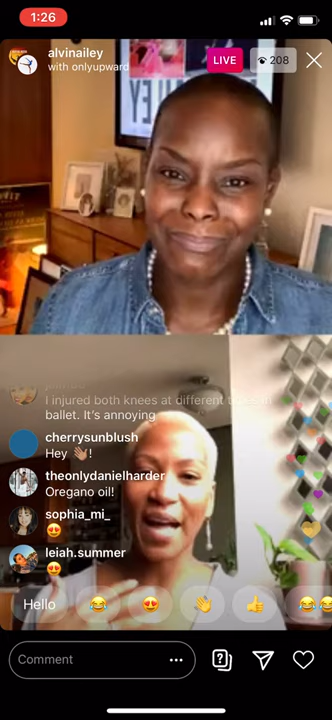 1:26
alvinailey
with onlyupward
LIVE
208
I injured both knees at different times in
ballet. It's annoying
cherrysunblush
Hey 👋🏽!
theonlydanielharder
Oregano oil!
sophia_mi_
😍
leiah.summer
😍
Hello 😂 😍 👏 👍 😂😂
Comment